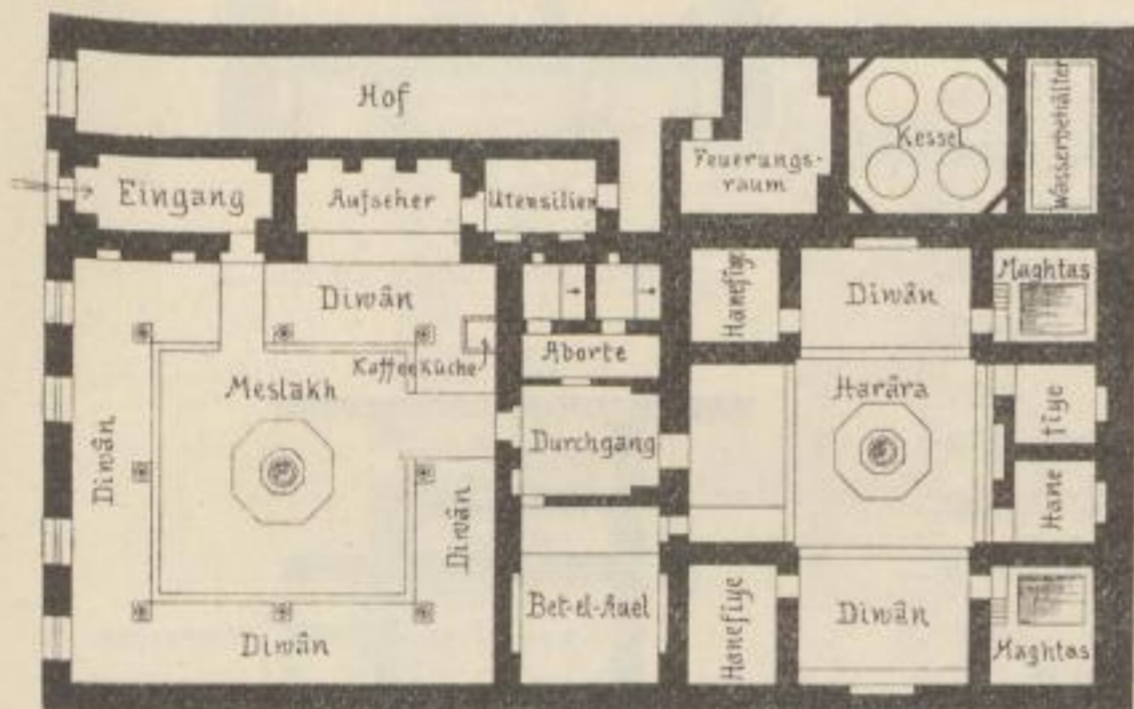 Hof
Kessel
Wasserbehälter
Feuerungs-
raum
Eingang
Aufseher
Utensilien
Hanefiye
Diwân
Maghtas
Diwân
Kaffeeküche
Aborte
Meslakh
Harâra
fiye
Diwân
Durchgang
Diwân
Hane
Bet-el-Auel
Hanefiye
Diwân
Maghtas
Diwân